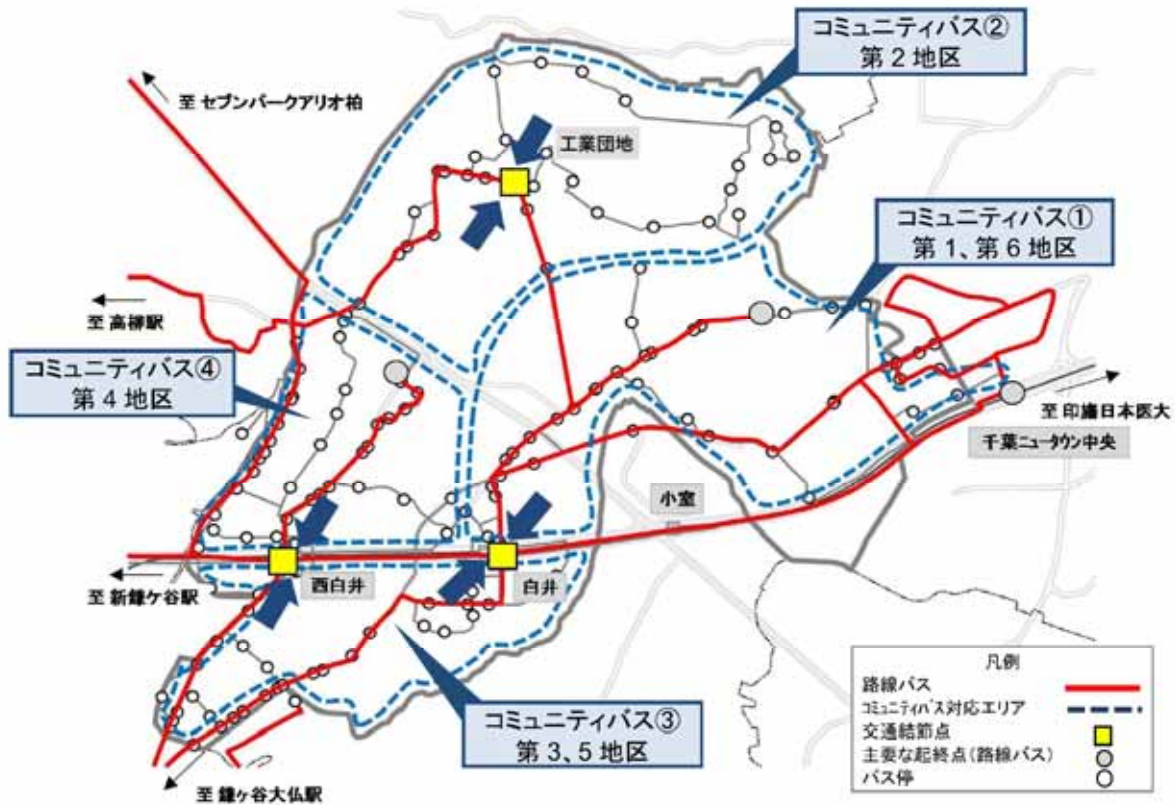 コミュニティバス②
第2地区
至 セブンパークアリオ柏
工業団地
コミュニティバス①
第1、第6地区
至 高柳駅
コミュニティバス④
第4地区
至 印旛日本医大
千葉ニュータウン中央
小室
至 新鎌ケ谷駅
西白井
白井
コミュニティバス③
第3、5地区
至 鎌ヶ谷大仏駅
凡例
路線バス
コミュニティバス対応エリア
交通結節点
主要な起終点(路線バス)
バス停